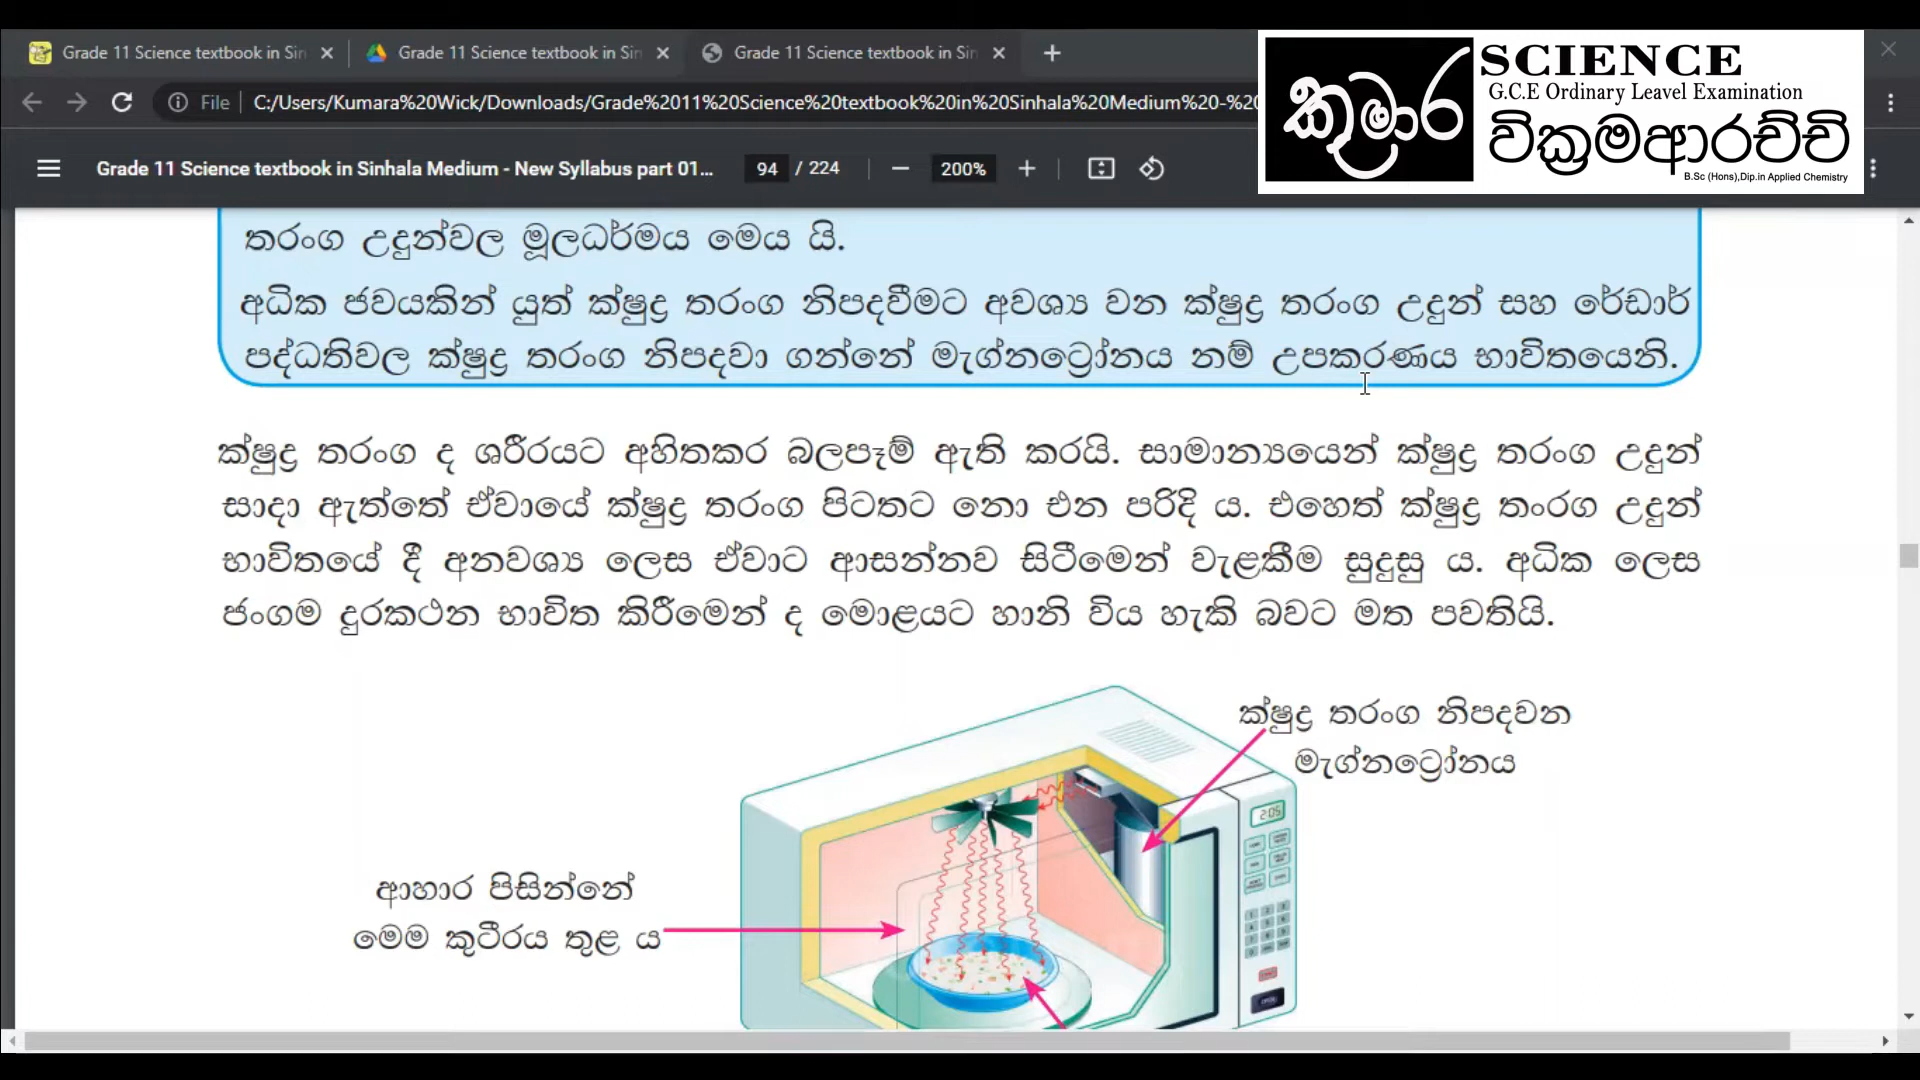 Grade 11 Science textbook in Sin
Grade 11 Science textbook in Sin
Grade 11 Science textbook in Sin
File
C:/Users/Kumara%20Wick/Downloads/Grade%2011%20Science%20textbook%20in%20Sinhala%20Medium%20-%20
කුමාර
SCIENCE
G.C.E Ordinary Leavel Examination
වික්‍රමආරච්චි
B.Sc (Hons),Dip.in Applied Chemistry
Grade 11 Science textbook in Sinhala Medium - New Syllabus part 01...
94 / 224
200%
තරංග උදුන්වල මූලධර්මය මෙය යි.
අධික ජවයකින් යුත් ක්ෂුද්‍ර තරංග නිපදවීමට අවශ්‍ය වන ක්ෂුද්‍ර තරංග උදුන් සහ රේඩාර්
පද්ධතිවල ක්ෂුද්‍ර තරංග නිපදවා ගන්නේ මැග්නට්‍රෝනය නම් උපකරණය භාවිතයෙනි.
ක්ෂුද්‍ර තරංග ද ශරීරයට අහිතකර බලපෑම් ඇති කරයි. සාමාන්‍යයෙන් ක්ෂුද්‍ර තරංග උදුන්
සාදා ඇත්තේ ඒවායේ ක්ෂුද්‍ර තරංග පිටතට නො එන පරිදි ය. එහෙත් ක්ෂුද්‍ර තංරග උදුන්
භාවිතයේ දී අනවශ්‍ය ලෙස ඒවාට ආසන්නව සිටීමෙන් වැළකීම සුදුසු ය. අධික ලෙස
ජංගම දුරකථන භාවිත කිරීමෙන් ද මොළයට හානි විය හැකි බවට මත පවතියි.
ක්ෂුද්‍ර තරංග නිපදවන
මැග්නට්‍රෝනය
2:05
ආහාර පිසින්නේ
මෙම කුටීරය තුළ ය